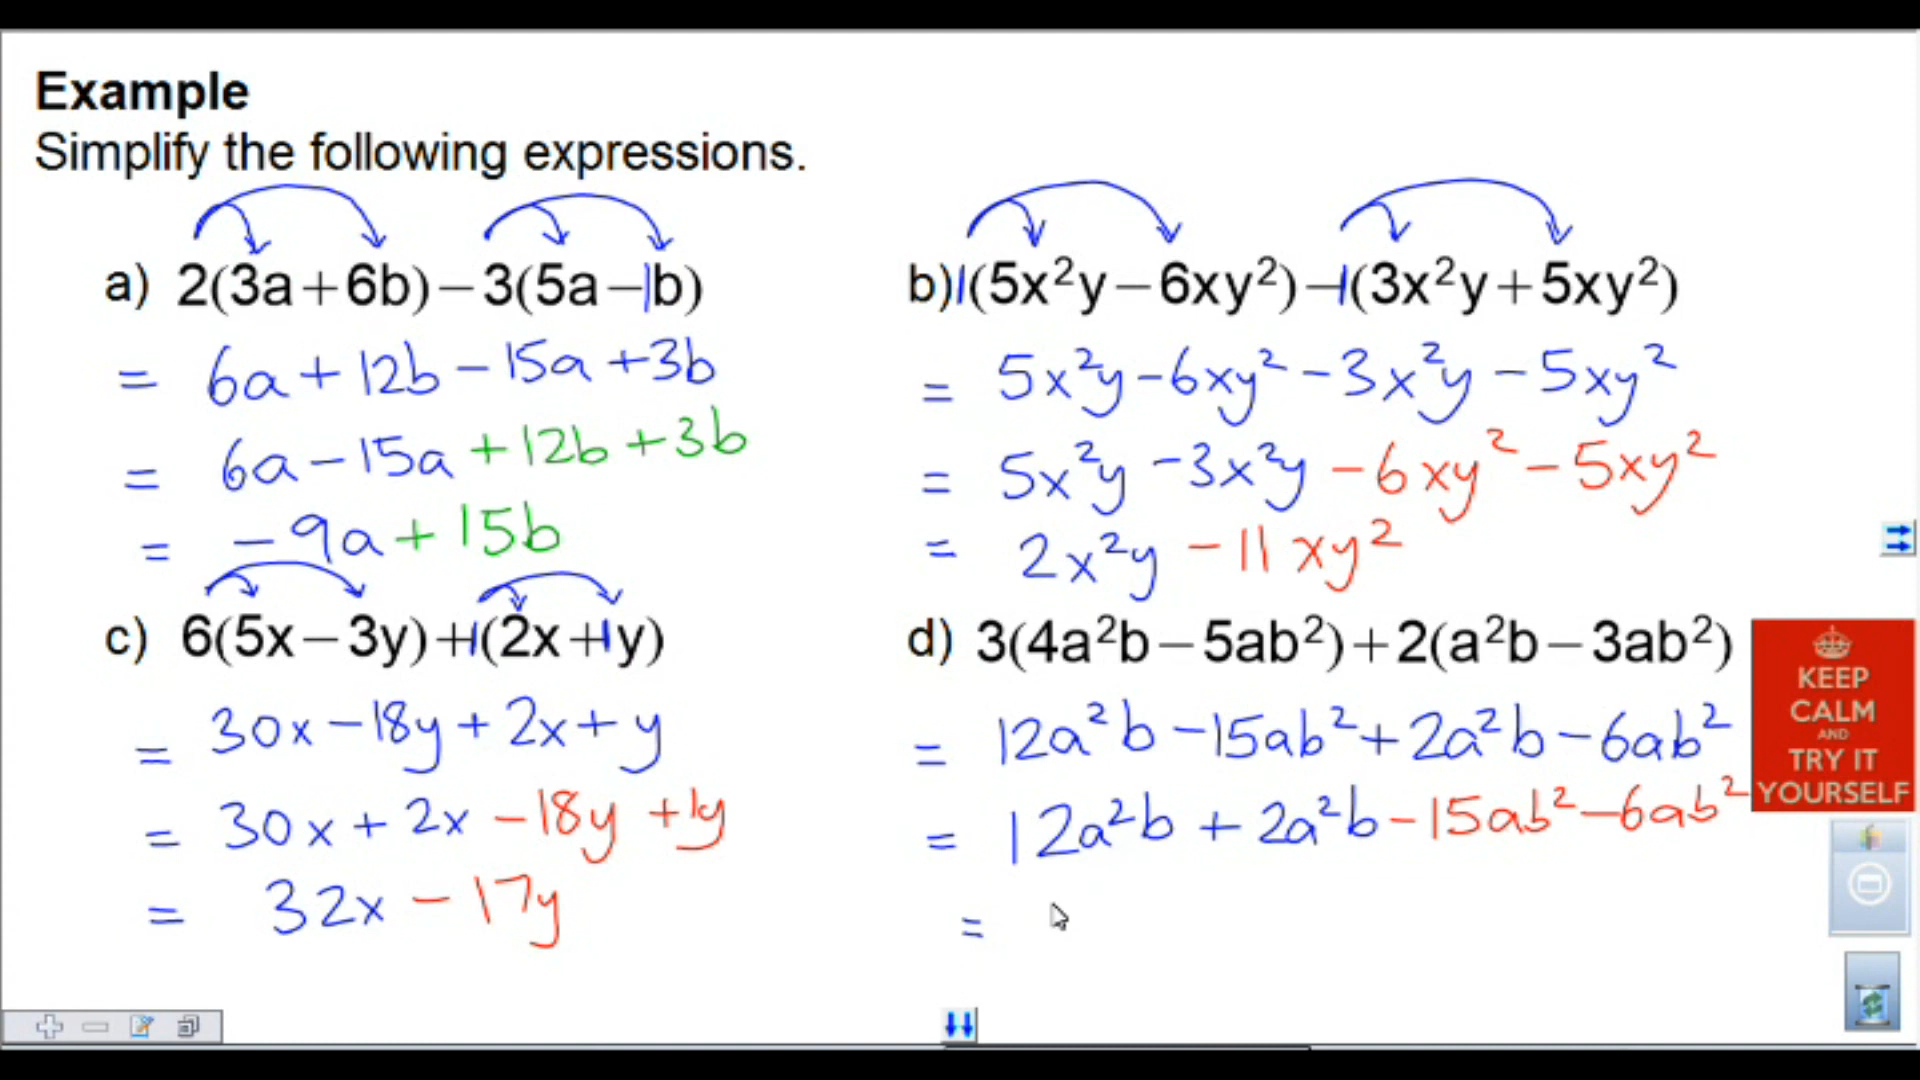 Example
Simplify the following expressions.
a) 2(3a+6b)−3(5a−1b)
= 6a+12b−15a+3b
= 6a−15a+12b+3b
= −9a+15b
b) 1(5x²y−6xy²)−1(3x²y+5xy²)
= 5x²y−6xy²−3x²y−5xy²
= 5x²y−3x²y−6xy²−5xy²
= 2x²y−11xy²
c) 6(5x−3y)+1(2x+1y)
= 30x−18y+2x+y
= 30x+2x−18y+1y
= 32x−17y
d) 3(4a²b−5ab²)+2(a²b−3ab²)
= 12a²b−15ab²+2a²b−6ab²
= 12a²b+2a²b−15ab²−6ab²
=
KEEP
CALM
AND
TRY IT
YOURSELF